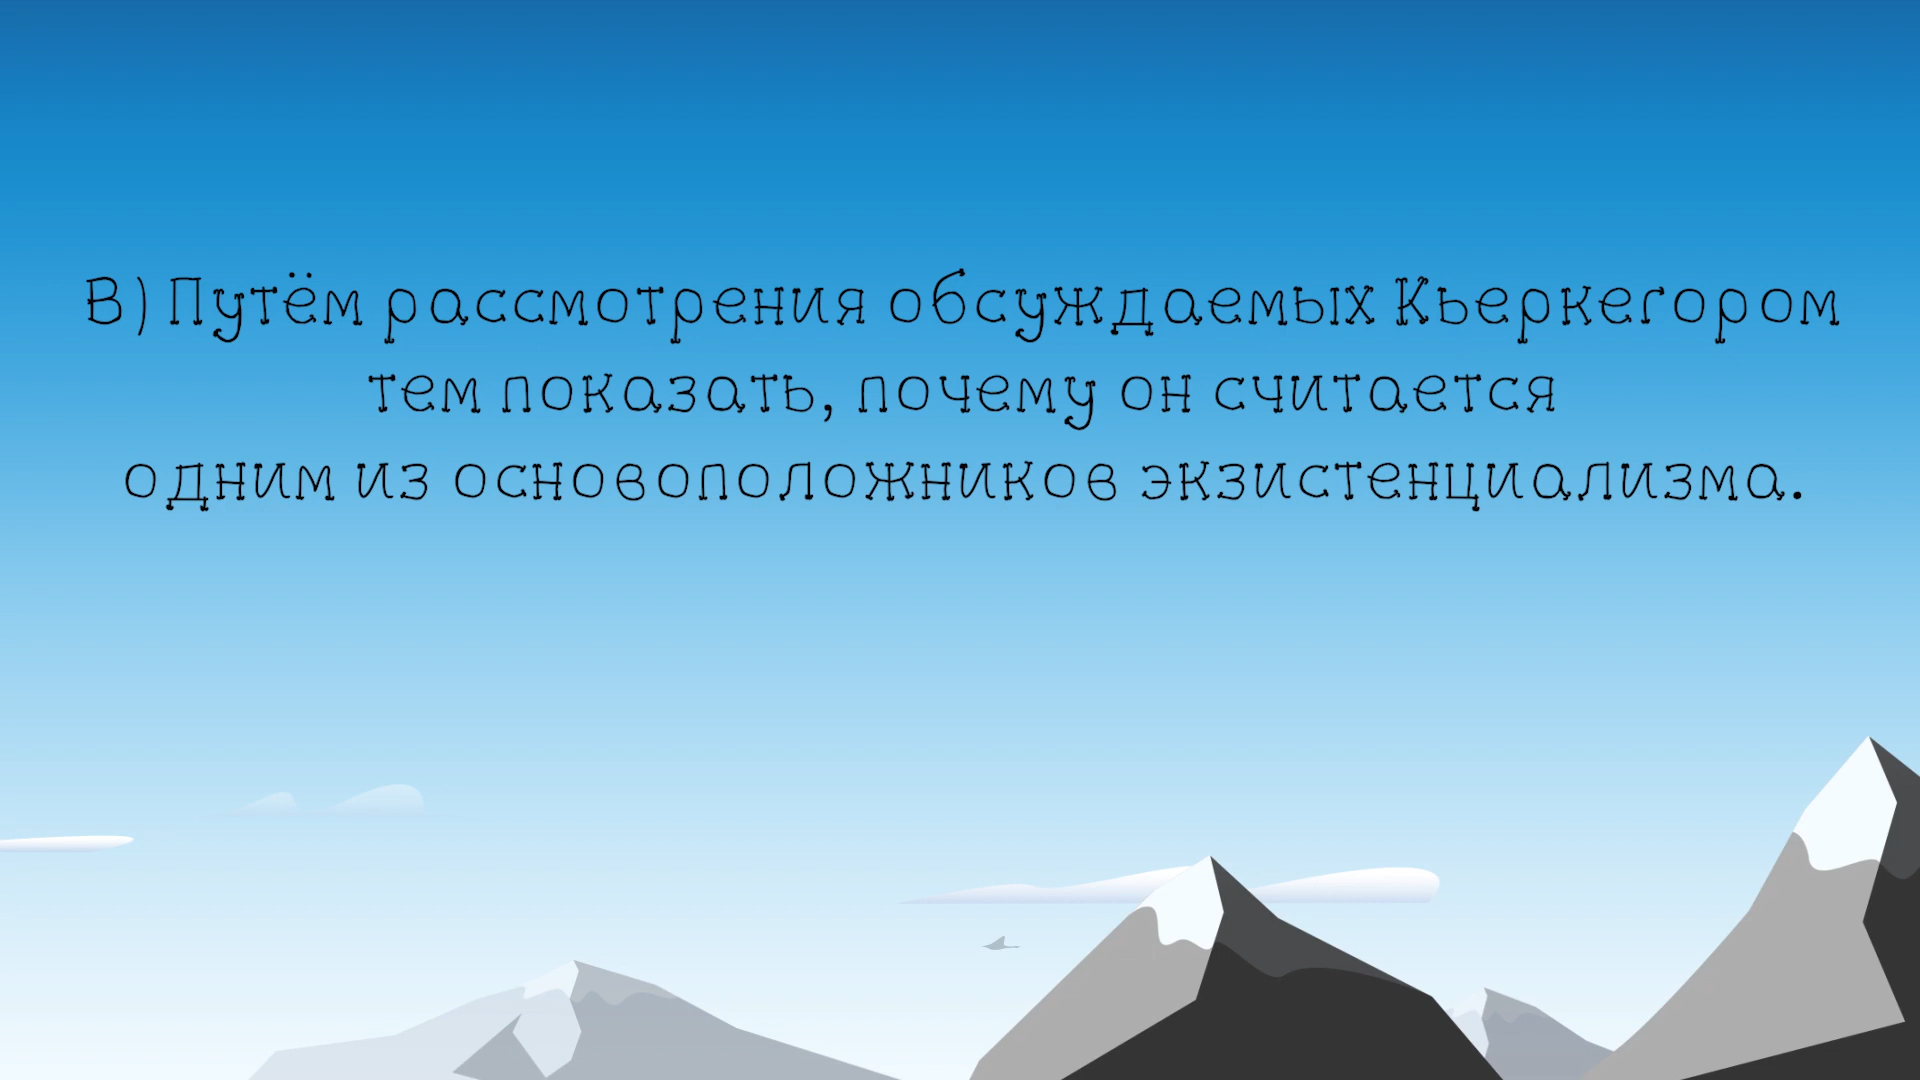 В) Путём рассмотрения обсуждаемых Кьеркегором
тем показать, почему он считается
одним из основоположников экзистенциализма.